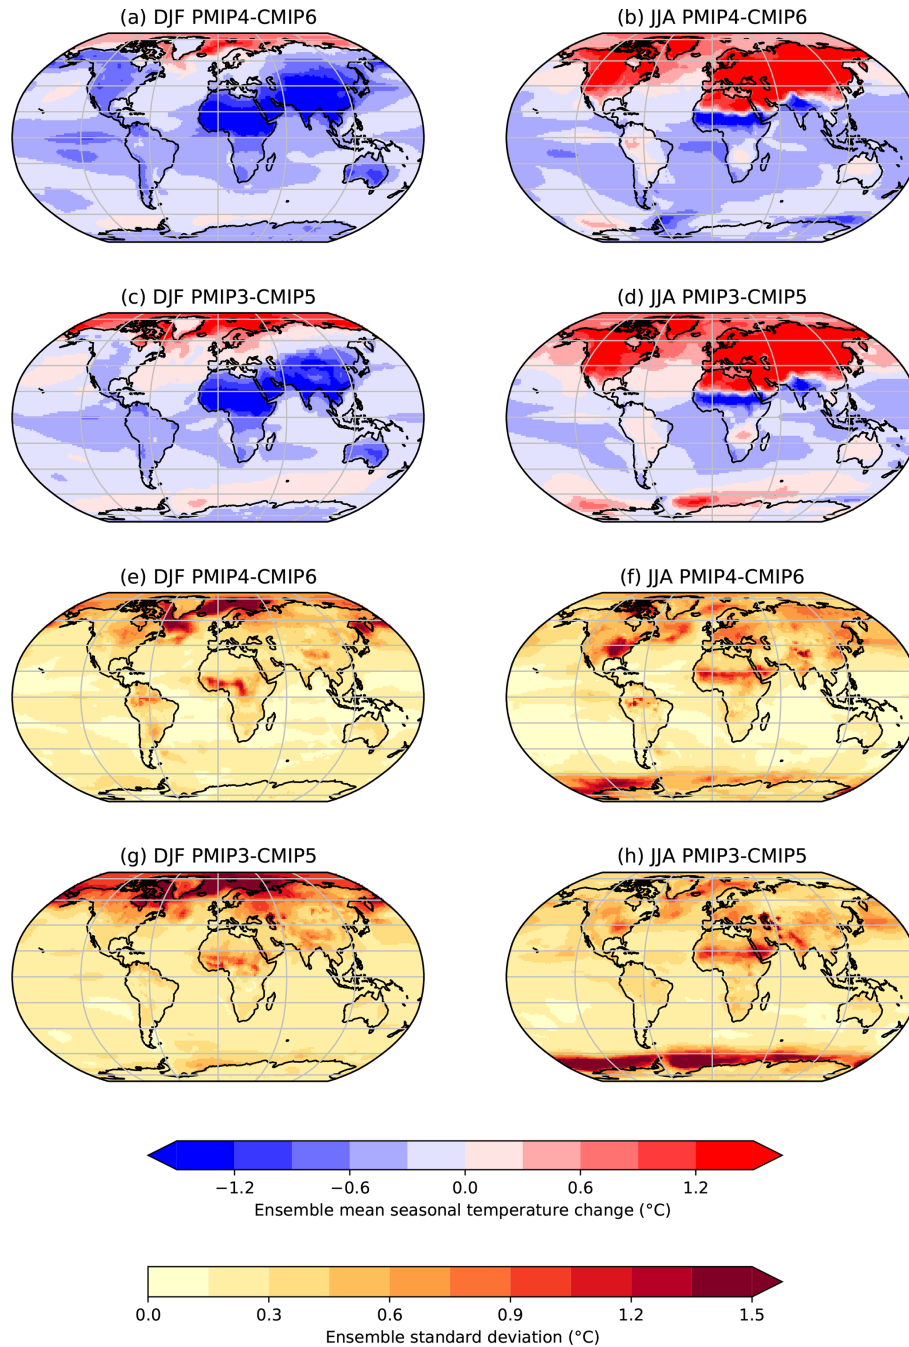 (a) DJF PMIP4-CMIP6
(b) JJA PMIP4-CMIP6
(c) DJF PMIP3-CMIP5
(d) JJA PMIP3-CMIP5
(e) DJF PMIP4-CMIP6
(f) JJA PMIP4-CMIP6
(g) DJF PMIP3-CMIP5
(h) JJA PMIP3-CMIP5
−1.2 −0.6 0.0 0.6 1.2
Ensemble mean seasonal temperature change (°C)
0.0 0.3 0.6 0.9 1.2 1.5
Ensemble standard deviation (°C)